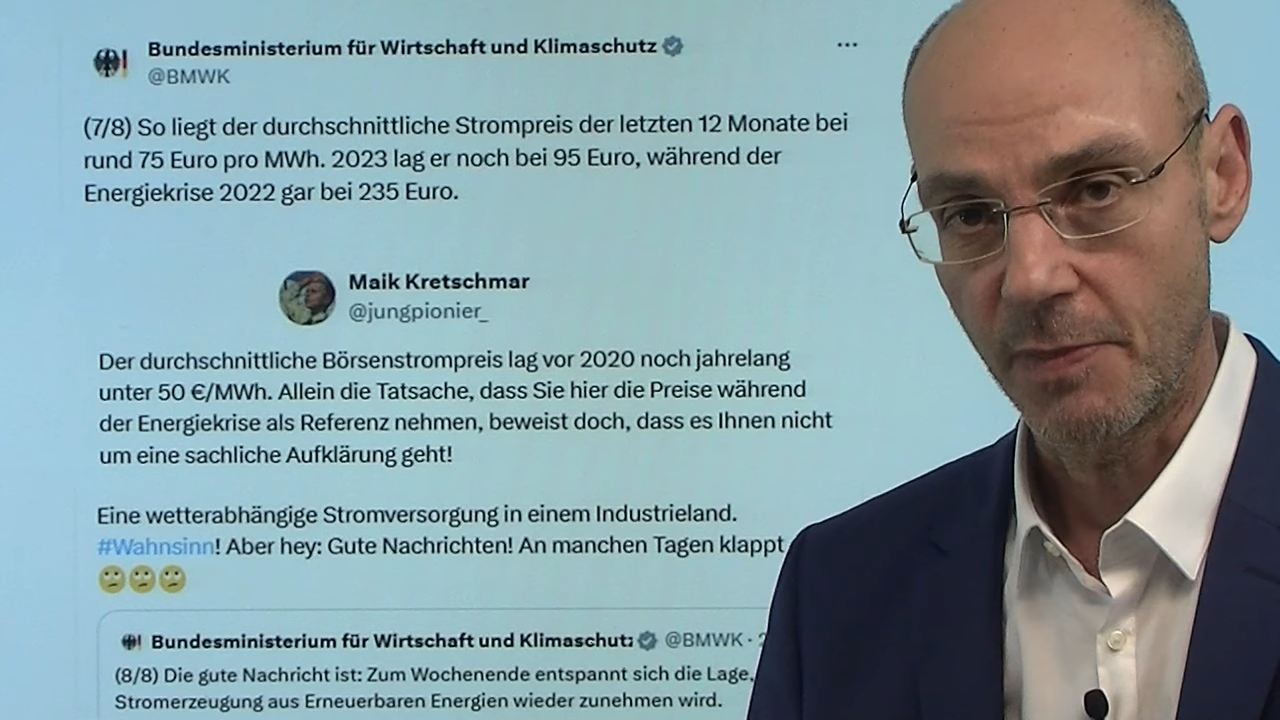 Bundesministerium für Wirtschaft und Klimaschutz
@BMWK
(7/8) So liegt der durchschnittliche Strompreis der letzten 12 Monate bei
rund 75 Euro pro MWh. 2023 lag er noch bei 95 Euro, während der
Energiekrise 2022 gar bei 235 Euro.
Maik Kretschmar
@jungpionier_
Der durchschnittliche Börsenstrompreis lag vor 2020 noch jahrelang
unter 50 €/MWh. Allein die Tatsache, dass Sie hier die Preise während
der Energiekrise als Referenz nehmen, beweist doch, dass es Ihnen nicht
um eine sachliche Aufklärung geht!
Eine wetterabhängige Stromversorgung in einem Industrieland.
#Wahnsinn! Aber hey: Gute Nachrichten! An manchen Tagen klappt
Bundesministerium für Wirtschaft und Klimaschutz @BMWK ·
(8/8) Die gute Nachricht ist: Zum Wochenende entspannt sich die Lage,
Stromerzeugung aus Erneuerbaren Energien wieder zunehmen wird.